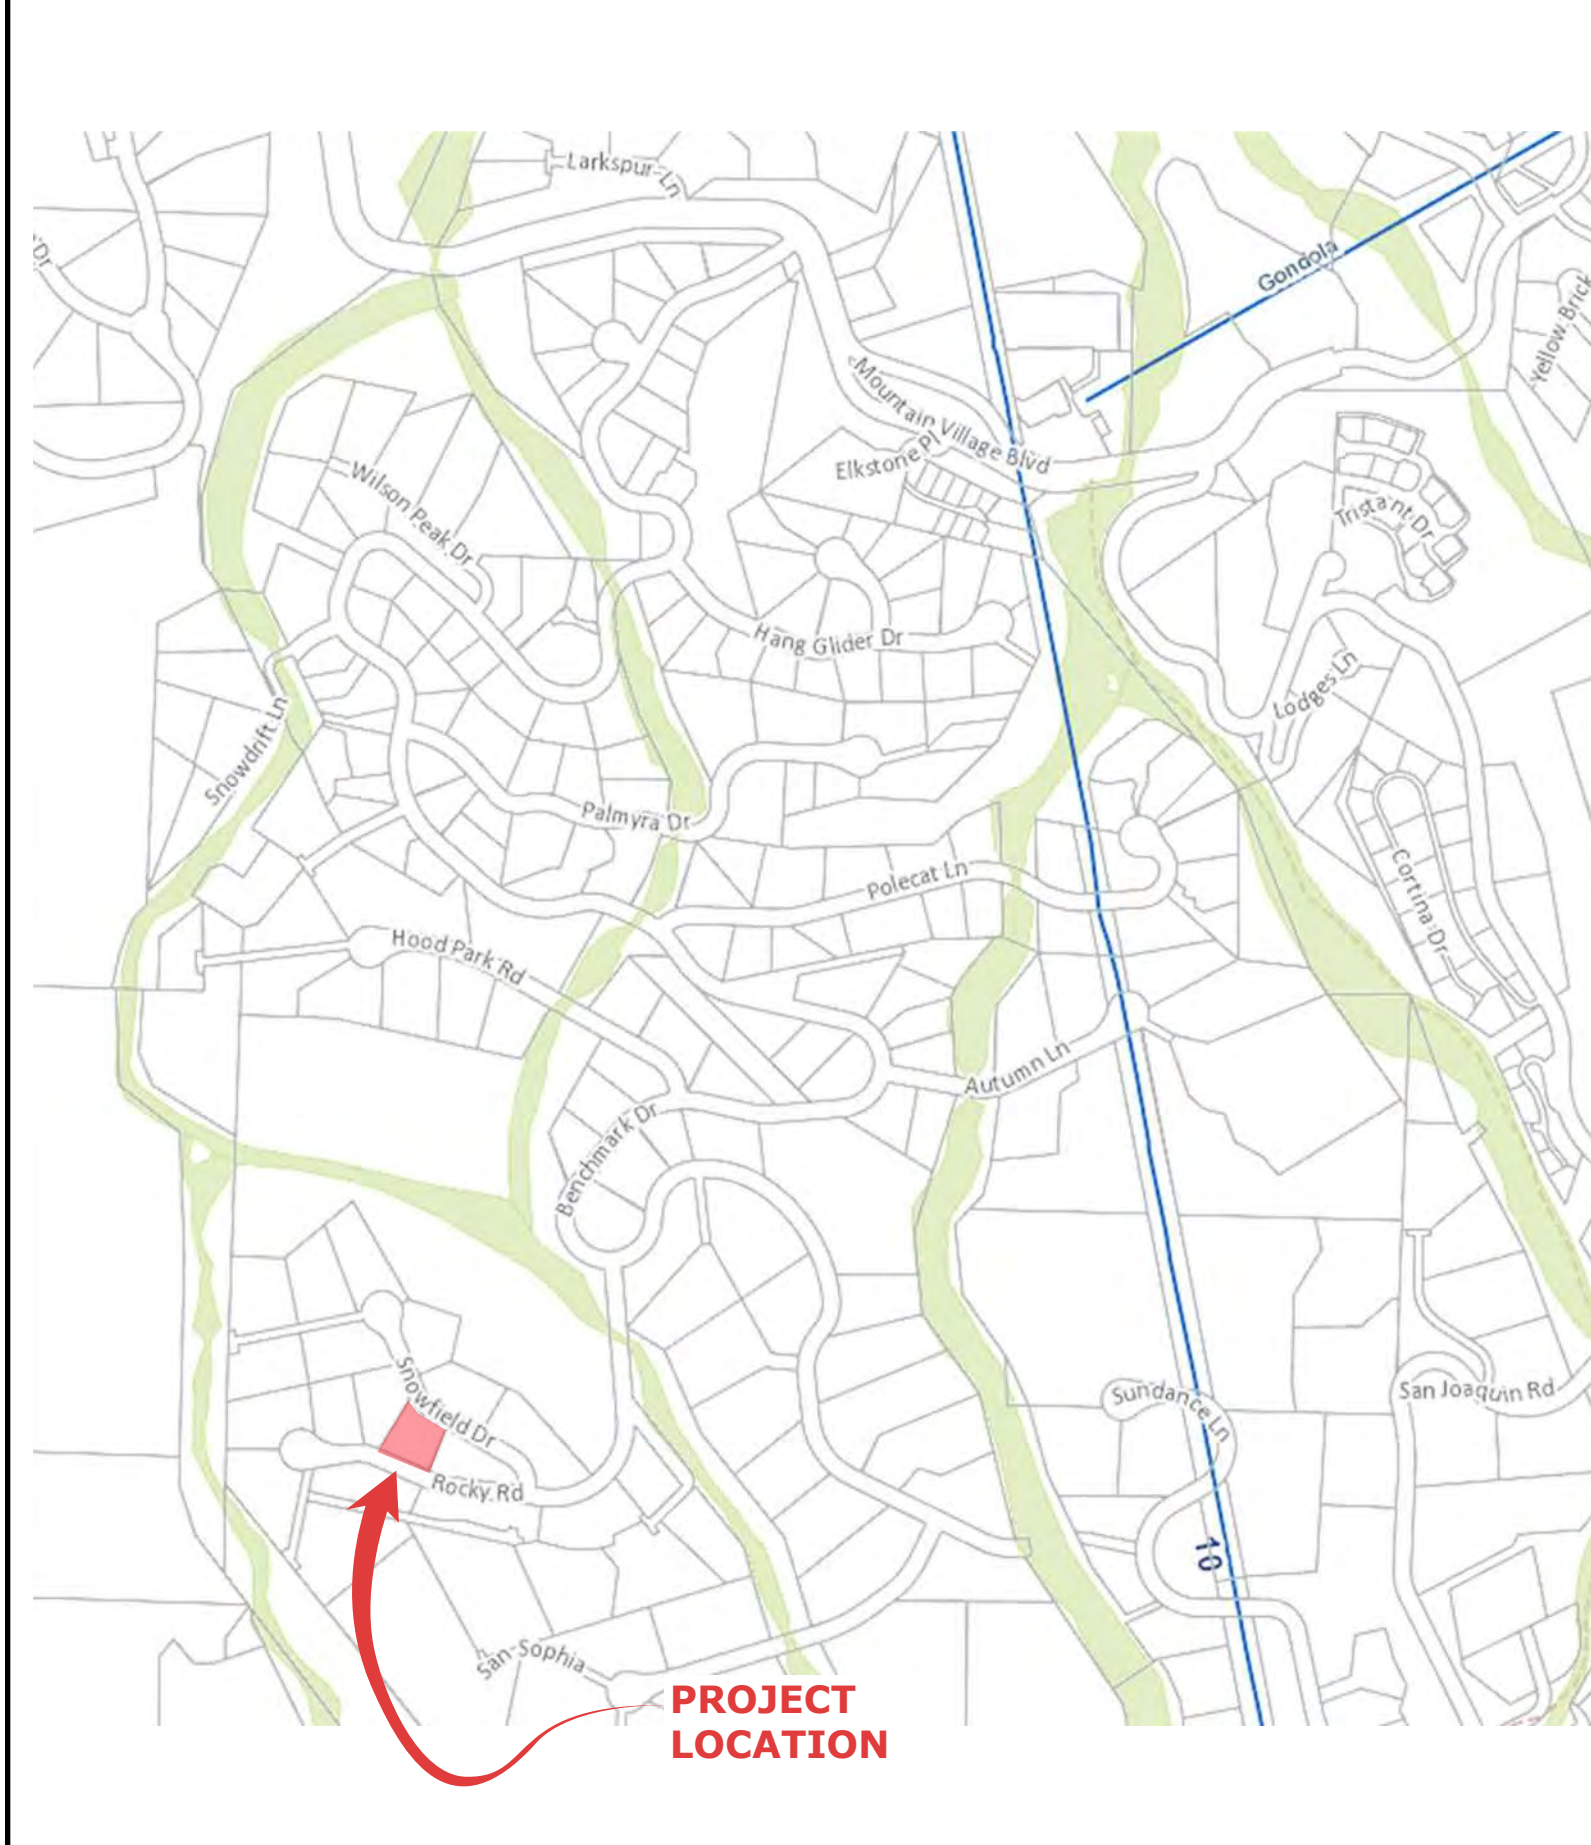 Larkspur Ln
Dr
Gondola
Yellow Brick
Mountain Village Blvd
Elkstone Pl
Wilson Peak Dr
Tristant Dr
Hang Glider Dr
Lodges Ln
Snowdrift Ln
Palmyra Dr
Polecat Ln
Cortina Dr
Hood Park Rd
Autumn Ln
Benchmark Dr
Snowfield Dr
Sundance Ln
San Joaquin Rd
Rocky Rd
10
San Sophia
PROJECT
LOCATION